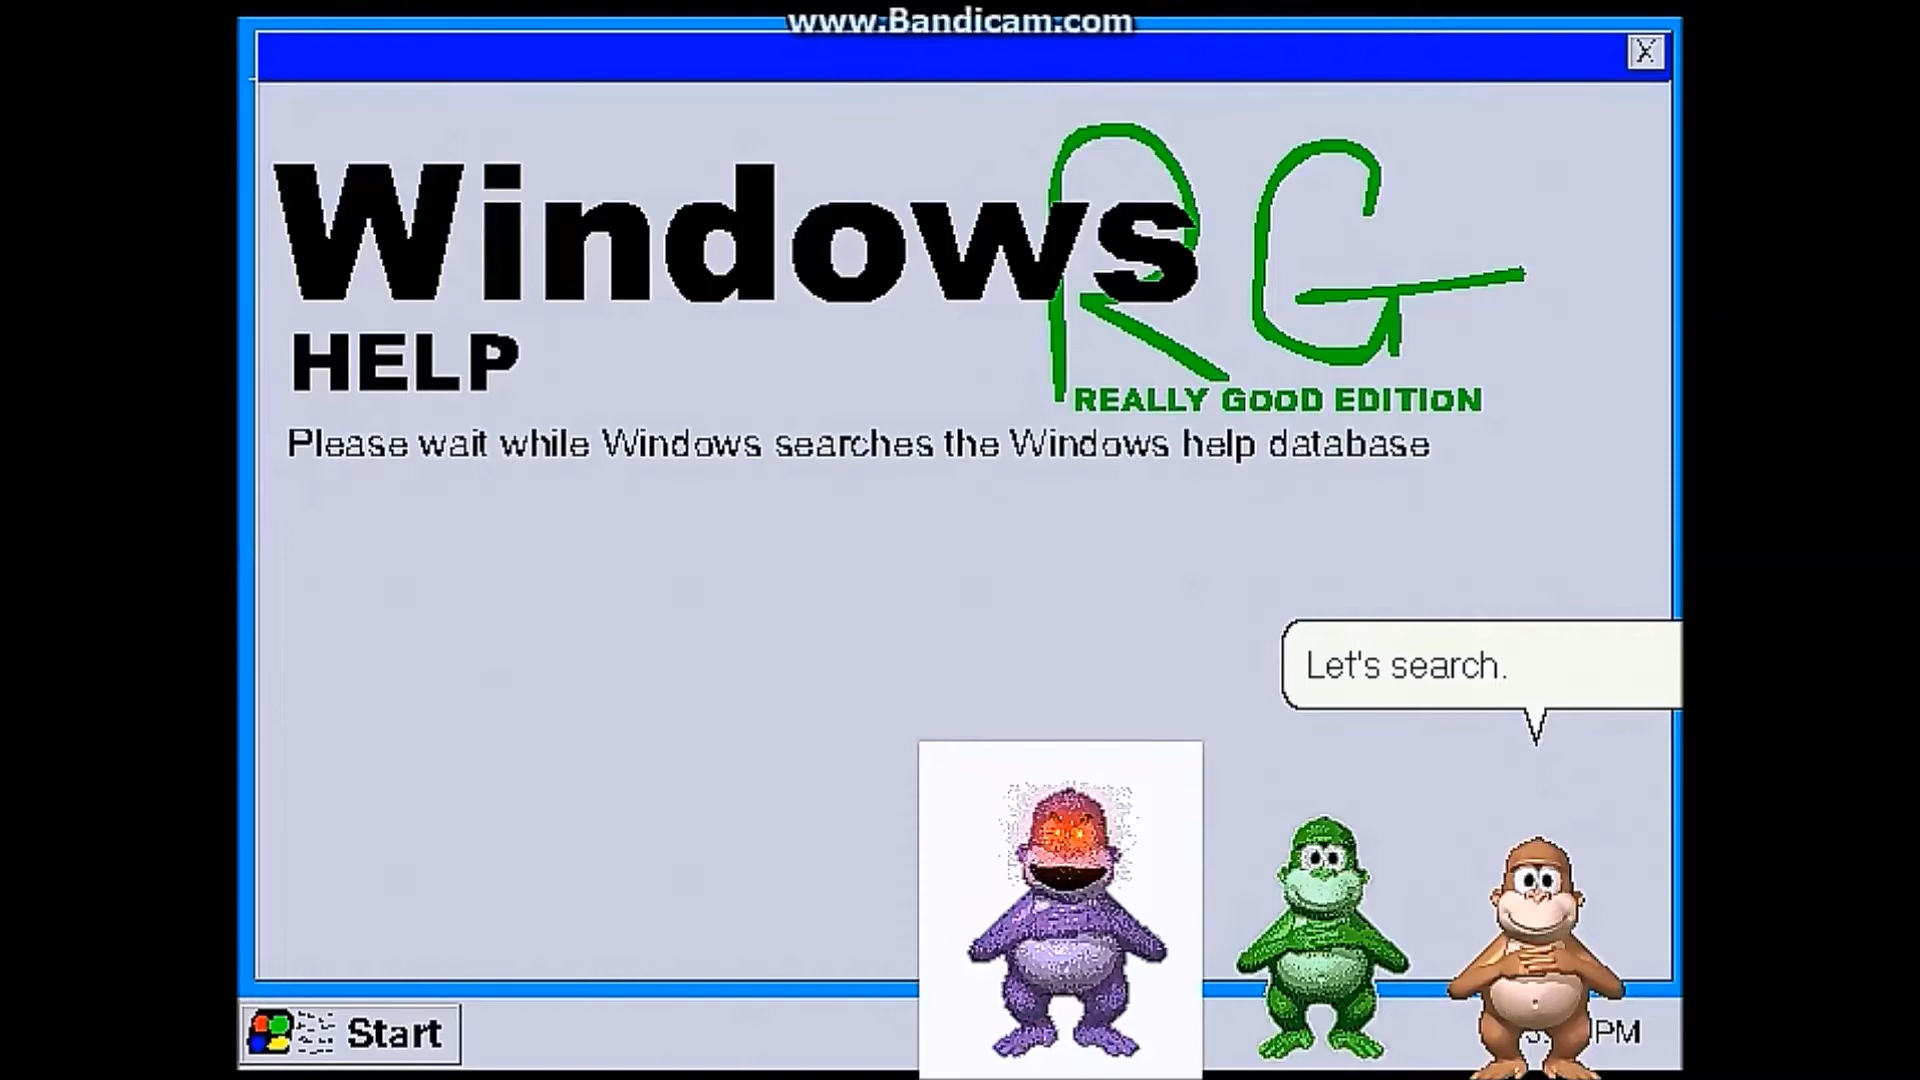 www.Bandicam.com
X
Windows RG
HELP
REALLY GOOD EDITION
Please wait while Windows searches the Windows help database
Let's search.
Start
PM